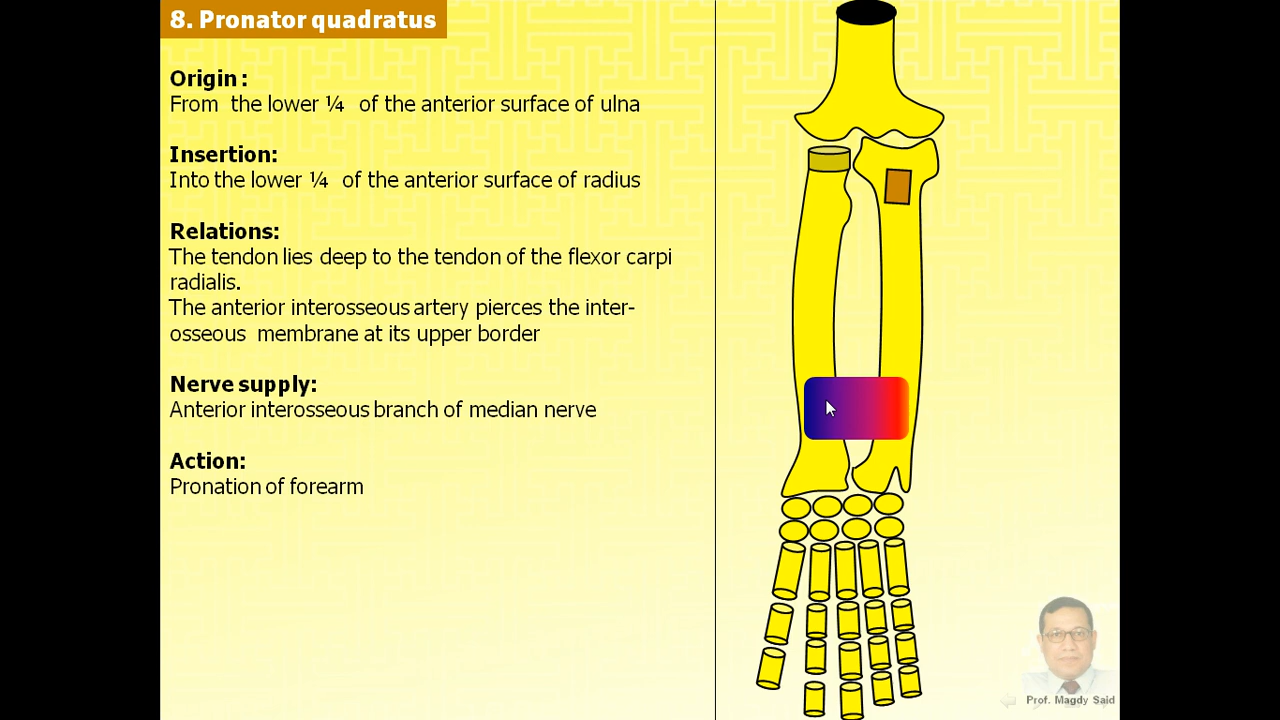 8. Pronator quadratus
Origin :
From the lower ¼ of the anterior surface of ulna
Insertion:
Into the lower ¼ of the anterior surface of radius
Relations:
The tendon lies deep to the tendon of the flexor carpi
radialis.
The anterior interosseous artery pierces the inter-
osseous membrane at its upper border
Nerve supply:
Anterior interosseous branch of median nerve
Action:
Pronation of forearm
Prof. Magdy Said